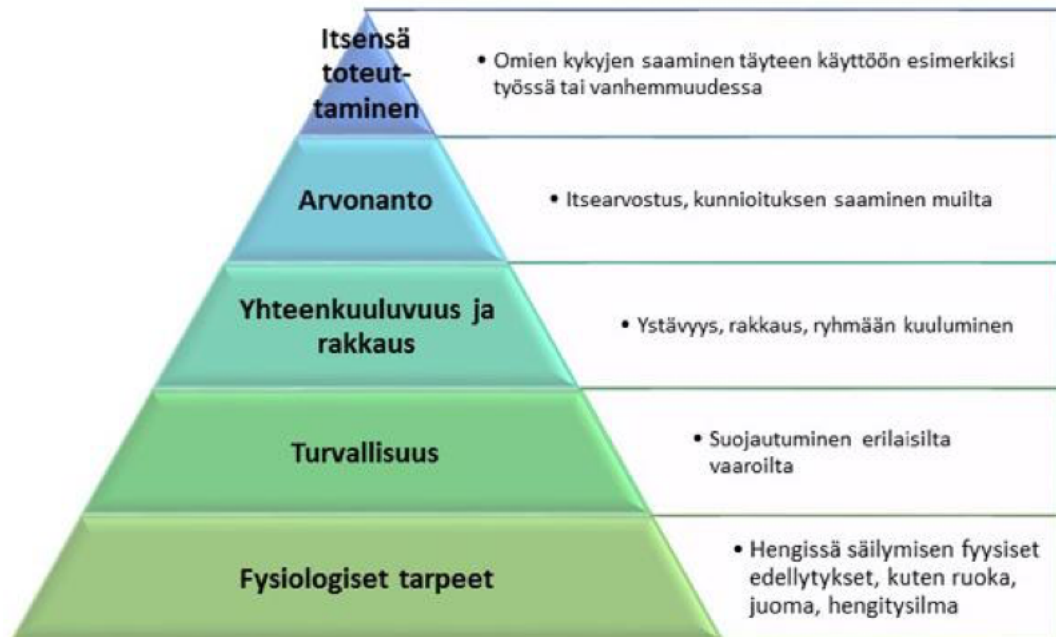 Itsensä
toteut-
taminen
• Omien kykyjen saaminen täyteen käyttöön esimerkiksi
työssä tai vanhemmuudessa
Arvonanto
• Itsearvostus, kunnioituksen saaminen muilta
Yhteenkuuluvuus ja
rakkaus
• Ystävyys, rakkaus, ryhmään kuuluminen
Turvallisuus
• Suojautuminen erilaisilta
vaaroilta
Fysiologiset tarpeet
• Hengissä säilymisen fyysiset
edellytykset, kuten ruoka,
juoma, hengitysilma